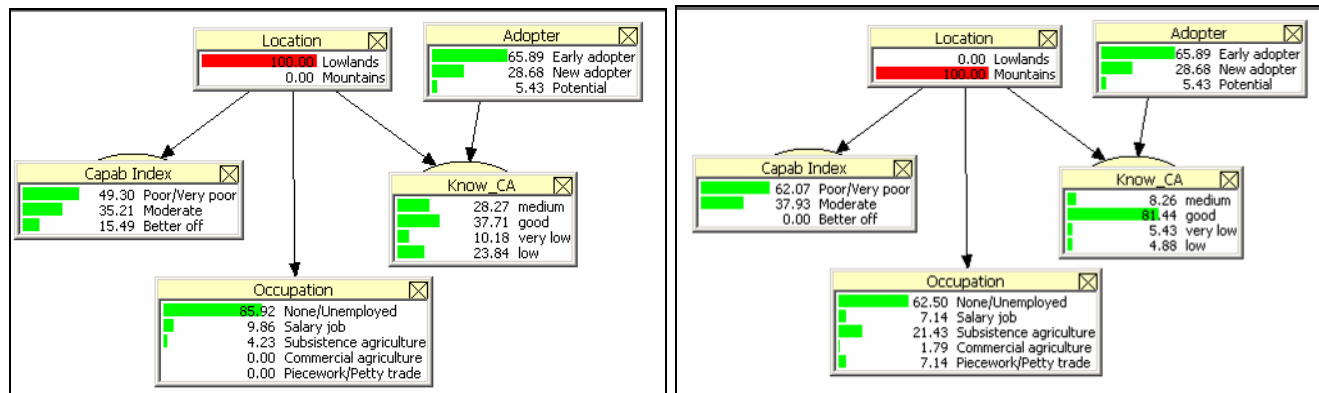 Location
100.00 Lowlands
0.00 Mountains
Adopter
65.89 Early adopter
28.68 New adopter
5.43 Potential
Capab Index
49.30 Poor/Very poor
35.21 Moderate
15.49 Better off
Know_CA
28.27 medium
37.71 good
10.18 very low
23.84 low
Occupation
85.92 None/Unemployed
9.86 Salary job
4.23 Subsistence agriculture
0.00 Commercial agriculture
0.00 Piecework/Petty trade
Location
0.00 Lowlands
100.00 Mountains
Adopter
65.89 Early adopter
28.68 New adopter
5.43 Potential
Capab Index
62.07 Poor/Very poor
37.93 Moderate
0.00 Better off
Know_CA
8.26 medium
81.44 good
5.43 very low
4.88 low
Occupation
62.50 None/Unemployed
7.14 Salary job
21.43 Subsistence agriculture
1.79 Commercial agriculture
7.14 Piecework/Petty trade